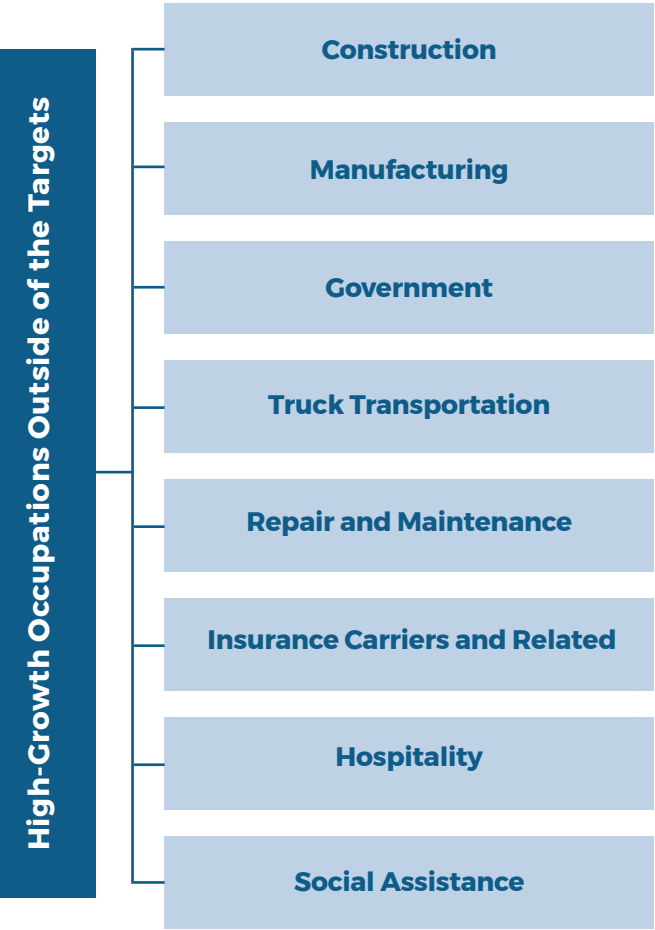 High-Growth Occupations Outside of the Targets
Construction
Manufacturing
Government
Truck Transportation
Repair and Maintenance
Insurance Carriers and Related
Hospitality
Social Assistance